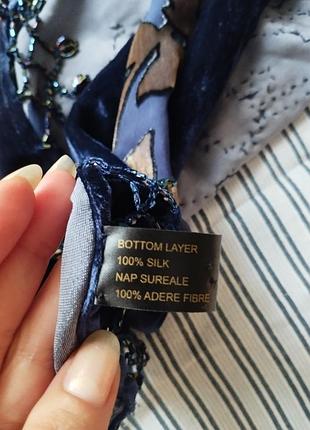 BOTTOM LAYER
100% SILK
NAP SUREALE
100% ADERE FIBRE